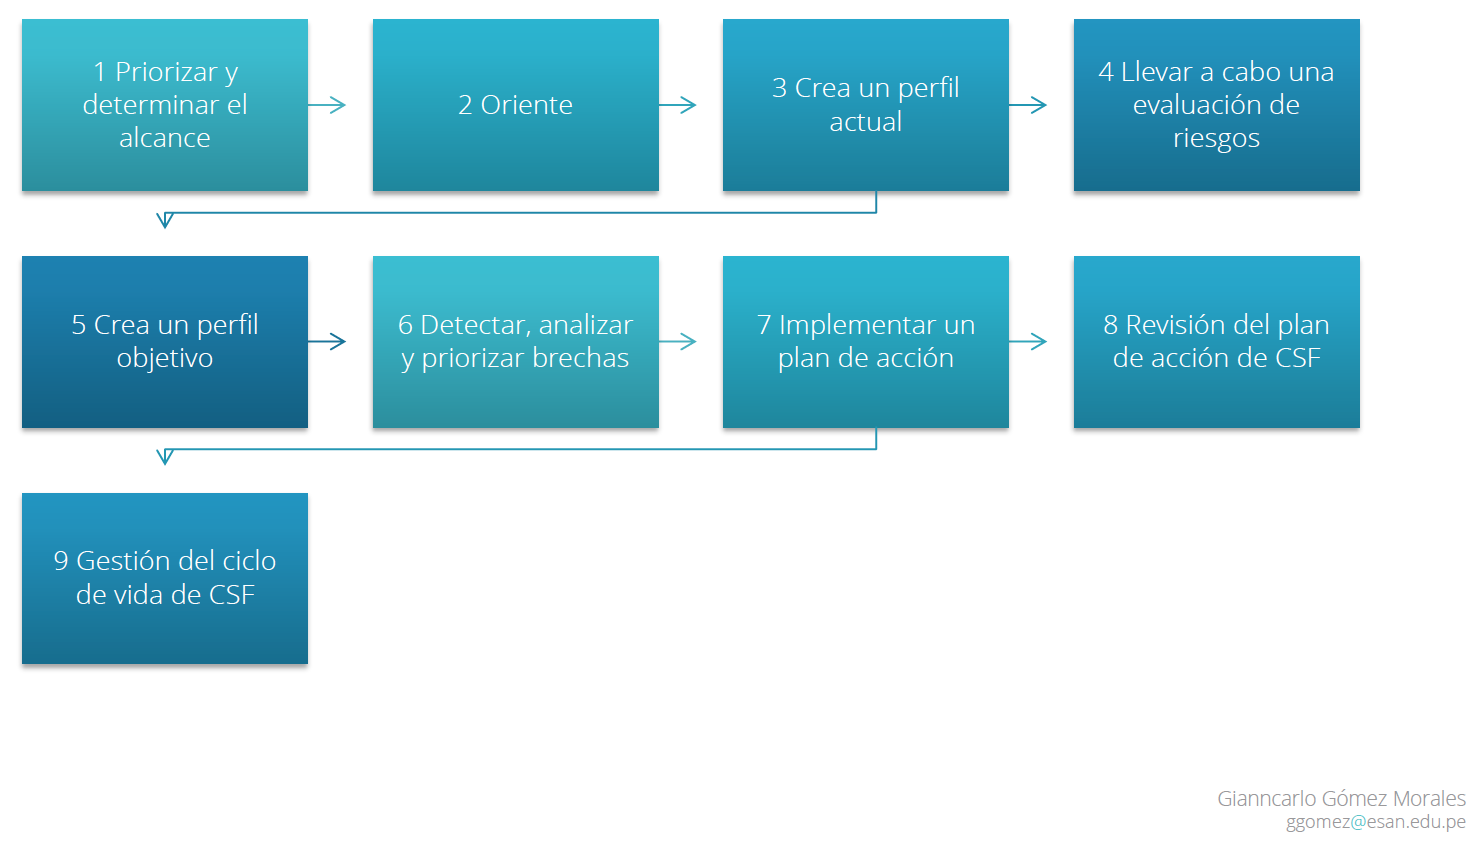 1 Priorizar y
determinar el
alcance
2 Oriente
3 Crea un perfil
actual
4 Llevar a cabo una
evaluación de
riesgos
5 Crea un perfil
objetivo
6 Detectar, analizar
y priorizar brechas
7 Implementar un
plan de acción
8 Revisión del plan
de acción de CSF
9 Gestión del ciclo
de vida de CSF
Gianncarlo Gómez Morales
ggomez@esan.edu.pe